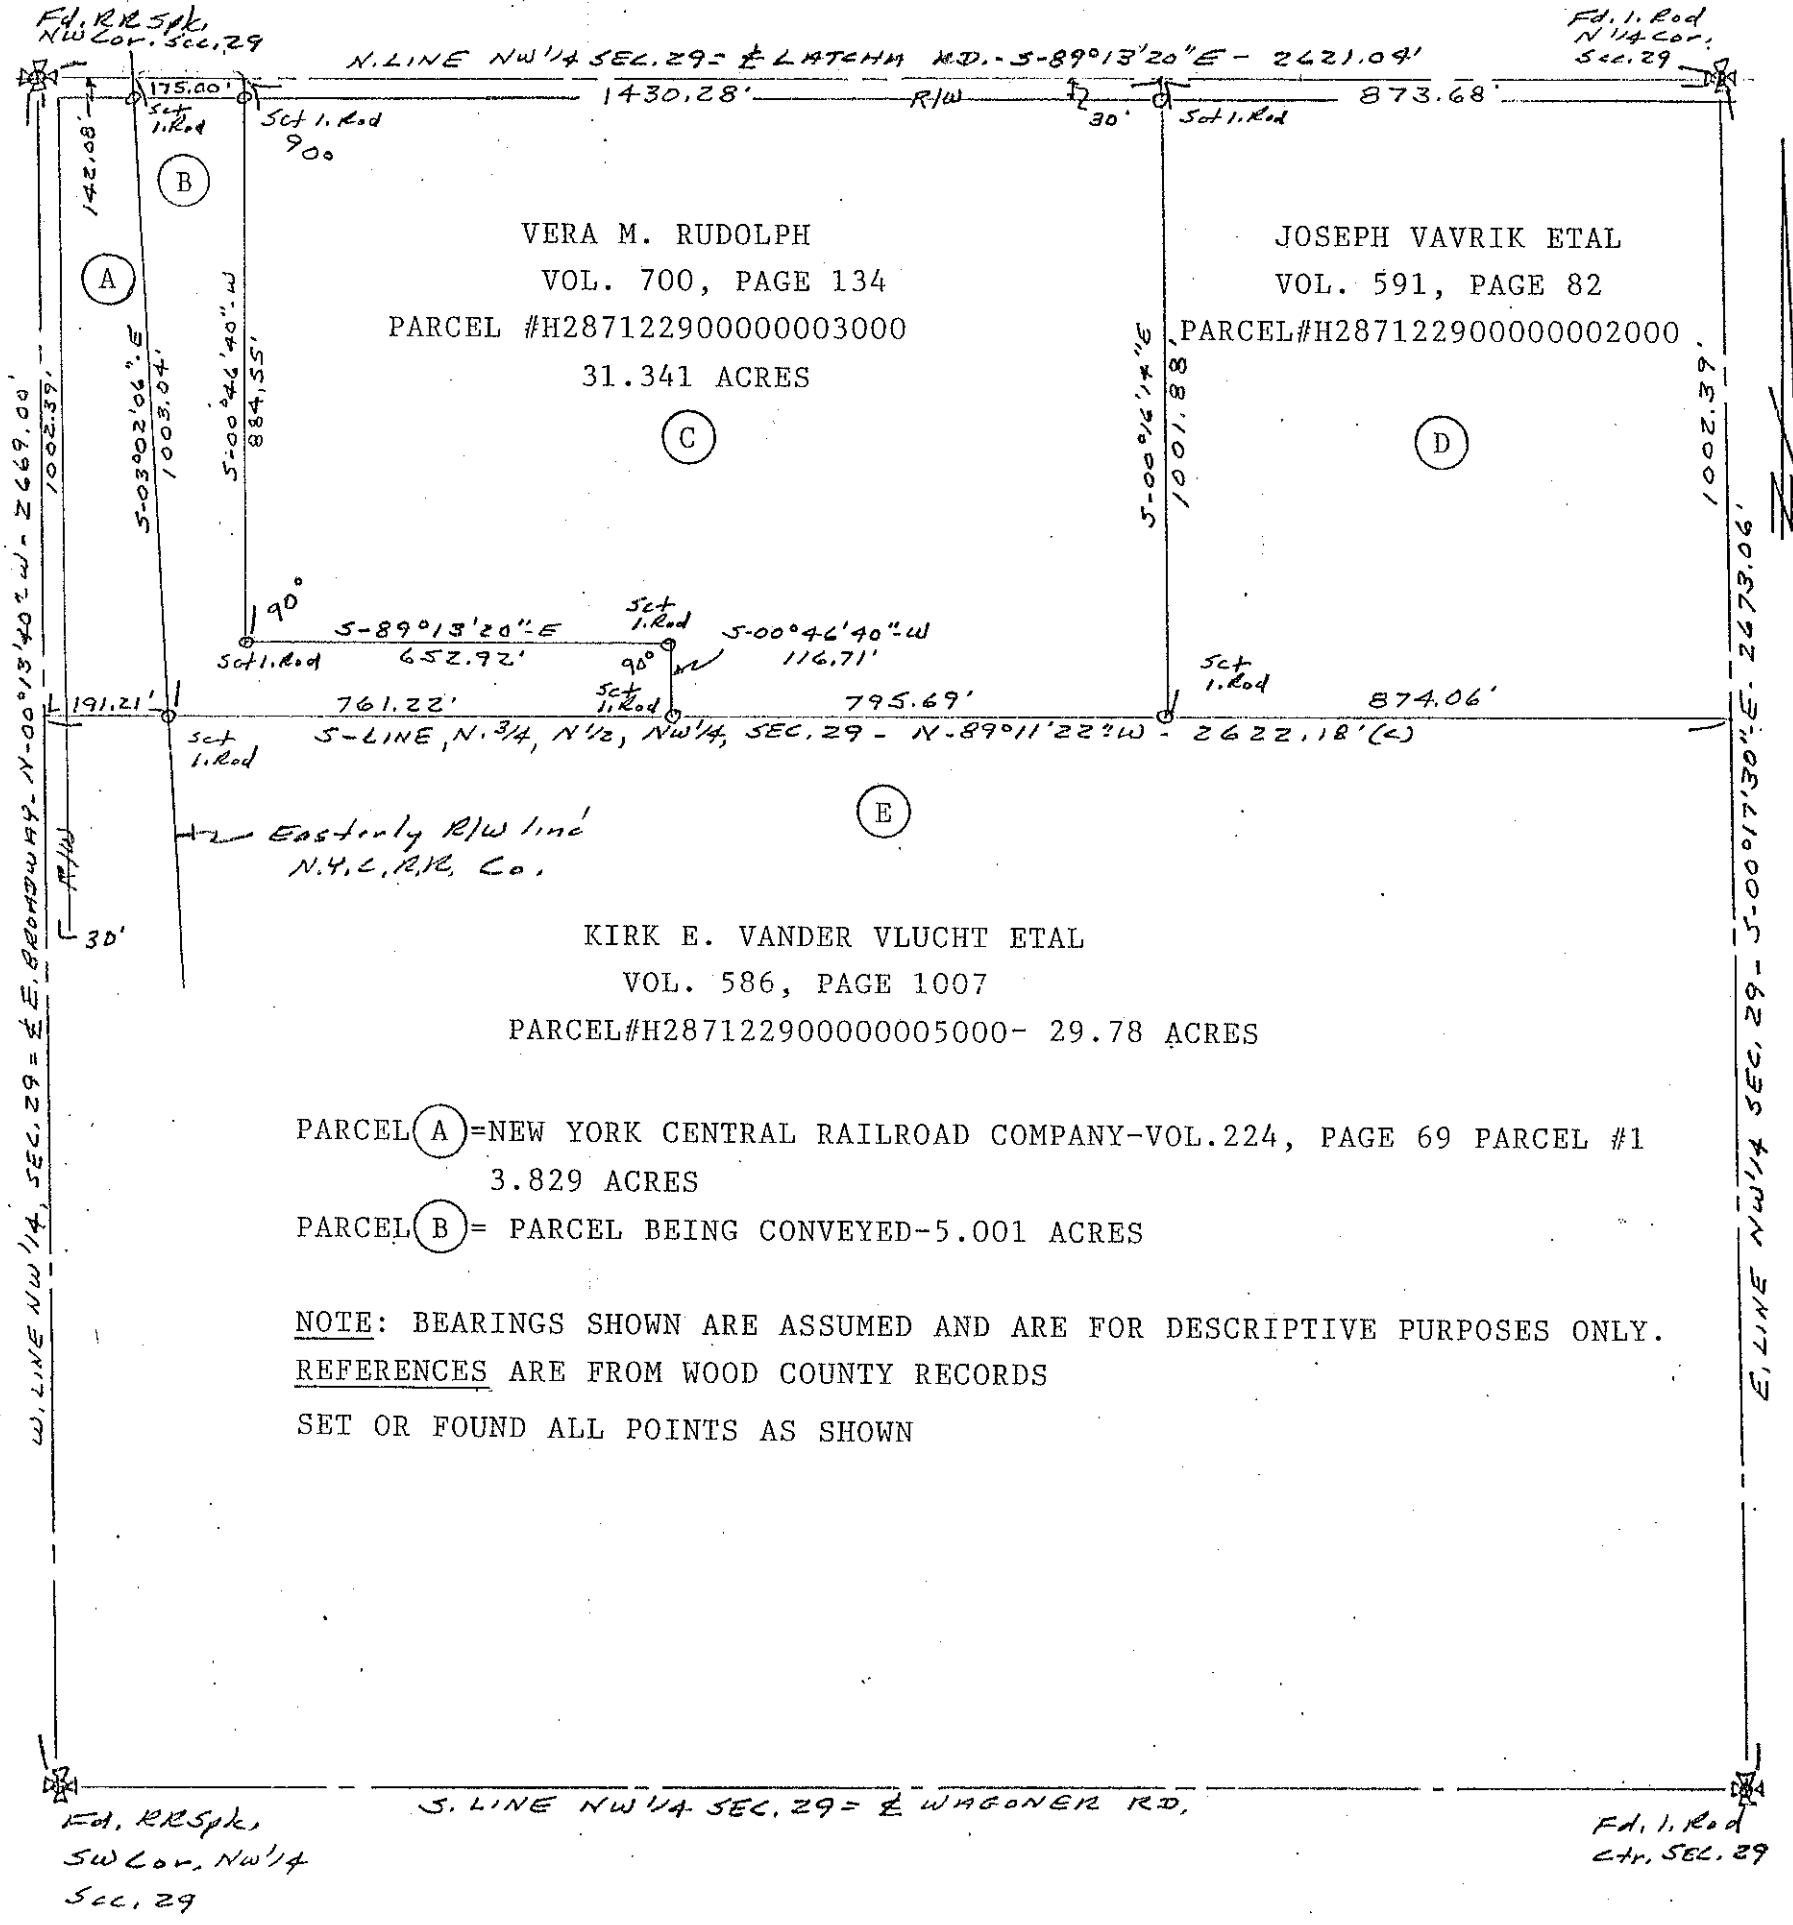 Fd. RR Spk.
NW Cor. Sec. 29
Fd. I. Rod
N 1/4 Cor.
Sec. 29
N. LINE NW 1/4 SEC. 29 = ℄ LATCHA RD. - S-89°13'20"E - 2621.04'
175.00'
1430.28'
R/W
30'
873.68'
Set
I. Rod
Set I. Rod
90°
Set I. Rod
142.08'
B
A
VERA M. RUDOLPH
VOL. 700, PAGE 134
PARCEL #H287122900000003000
31.341 ACRES
C
JOSEPH VAVRIK ETAL
VOL. 591, PAGE 82
PARCEL#H287122900000002000
D
S-03°02'06"-E
1003.04'
S-00°46'40"-W
884.55'
S-00°16'14"E
1001.88'
1002.39'
1002.39'
N
W. LINE NW 1/4, SEC. 29 = ℄ E. BROADWAY - N-00°13'40"W - 2669.00'
E. LINE NW 1/4 SEC. 29 - S-00°17'30"-E - 2673.06'
90°
Set
I. Rod
S-89°13'20"-E
652.92'
S-00°46'40"-W
116.71'
Set I. Rod
90°
Set
I. Rod
Set
I. Rod
191.21'
761.22'
795.69'
874.06'
S-LINE, N. 3/4, N 1/2, NW 1/4, SEC. 29 - N-89°11'22"W - 2622.18'(C)
Set
I. Rod
E
Easterly R/W line
N.Y.C.R.R. Co.
R/W
30'
KIRK E. VANDER VLUCHT ETAL
VOL. 586, PAGE 1007
PARCEL#H287122900000005000- 29.78 ACRES
PARCEL A =NEW YORK CENTRAL RAILROAD COMPANY-VOL.224, PAGE 69 PARCEL #1
3.829 ACRES
PARCEL B = PARCEL BEING CONVEYED-5.001 ACRES
NOTE: BEARINGS SHOWN ARE ASSUMED AND ARE FOR DESCRIPTIVE PURPOSES ONLY.
REFERENCES ARE FROM WOOD COUNTY RECORDS
SET OR FOUND ALL POINTS AS SHOWN
S. LINE NW 1/4 SEC. 29 = ℄ WAGONER RD.
Fd. RR Spk.
SW Cor. NW 1/4
Sec. 29
Fd. I. Rod
Ctr. SEC. 29